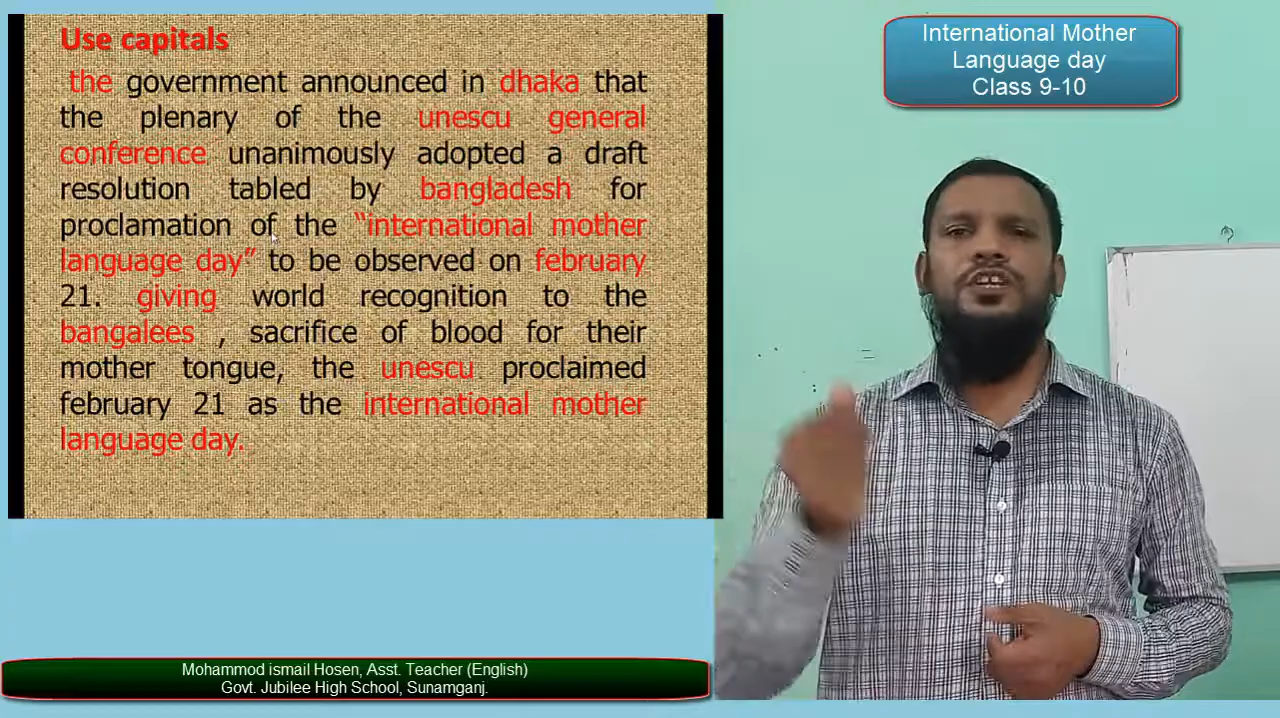 Use capitals
the government announced in dhaka that
the plenary of the unescu general
conference unanimously adopted a draft
resolution tabled by bangladesh for
proclamation of the “international mother
language day” to be observed on february
21. giving world recognition to the
bangalees , sacrifice of blood for their
mother tongue, the unescu proclaimed
february 21 as the international mother
language day.
International Mother
Language day
Class 9-10
Mohammod ismail Hosen, Asst. Teacher (English)
Govt. Jubilee High School, Sunamganj.